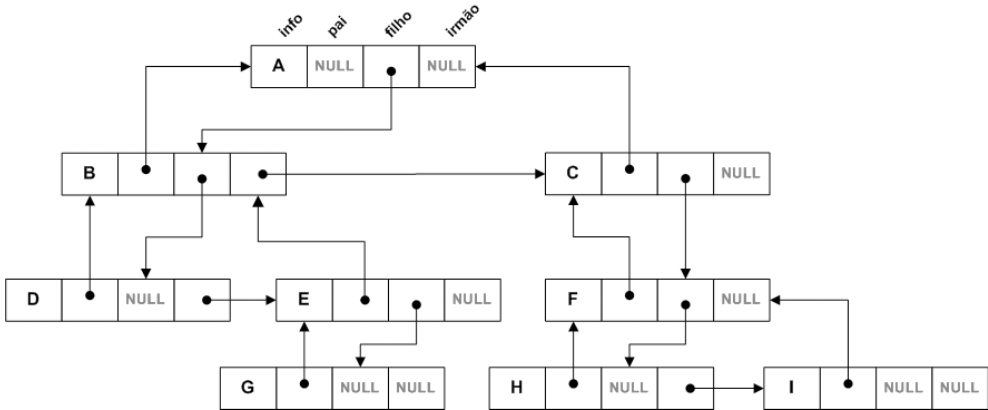 info pai filho irmão
A NULL NULL
B C NULL
D NULL E NULL F NULL
G NULL NULL H NULL I NULL NULL